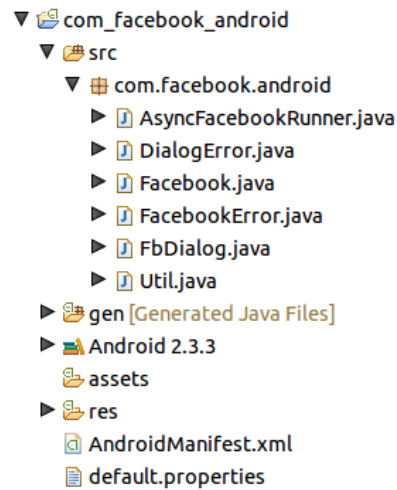 com_facebook_android
src
com.facebook.android
AsyncFacebookRunner.java
DialogError.java
Facebook.java
FacebookError.java
FbDialog.java
Util.java
gen [Generated Java Files]
Android 2.3.3
assets
res
AndroidManifest.xml
default.properties